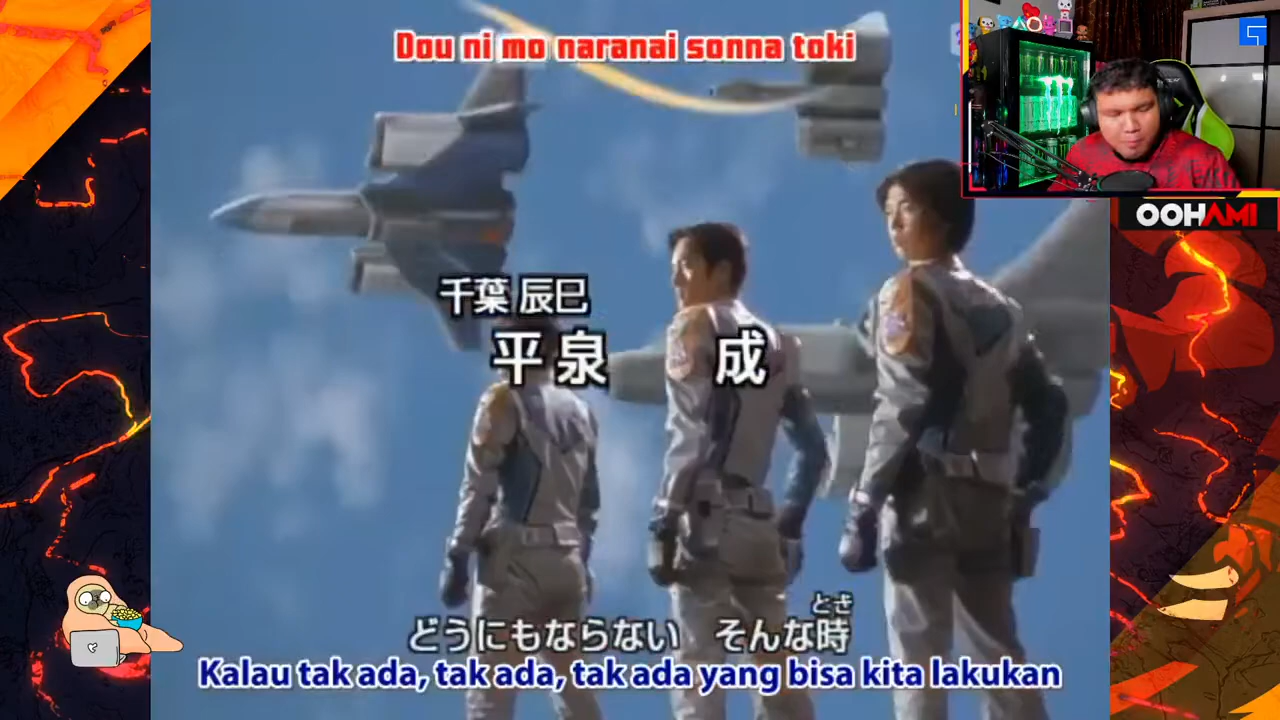 Dou ni mo naranai sonna toki
OOHAMI
千葉 辰巳
平泉 成
とき
どうにもならない そんな時
Kalau tak ada, tak ada, tak ada yang bisa kita lakukan